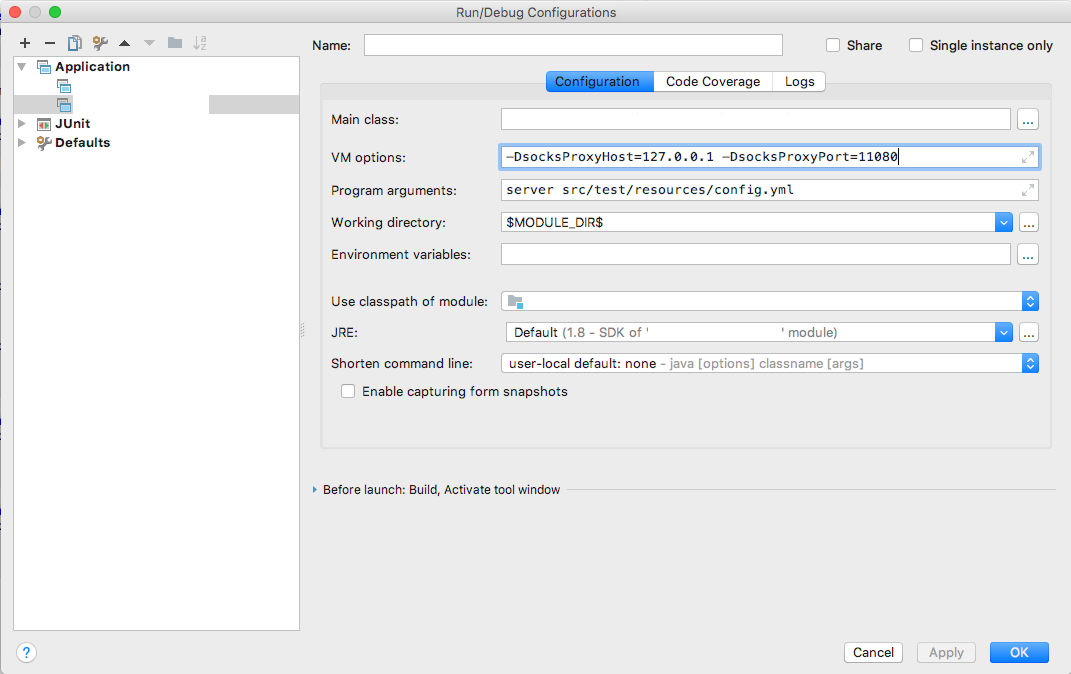 Run/Debug Configurations
Name:
Share
Single instance only
Application
JUnit
Defaults
Configuration
Code Coverage
Logs
Main class:
...
VM options:
–DsocksProxyHost=127.0.0.1 –DsocksProxyPort=11080
Program arguments:
server src/test/resources/config.yml
Working directory:
$MODULE_DIR$
...
Environment variables:
...
Use classpath of module:
JRE:
Default (1.8 – SDK of ' ' module)
...
Shorten command line:
user-local default: none – java [options] classname [args]
Enable capturing form snapshots
Before launch: Build, Activate tool window
?
Cancel
Apply
OK